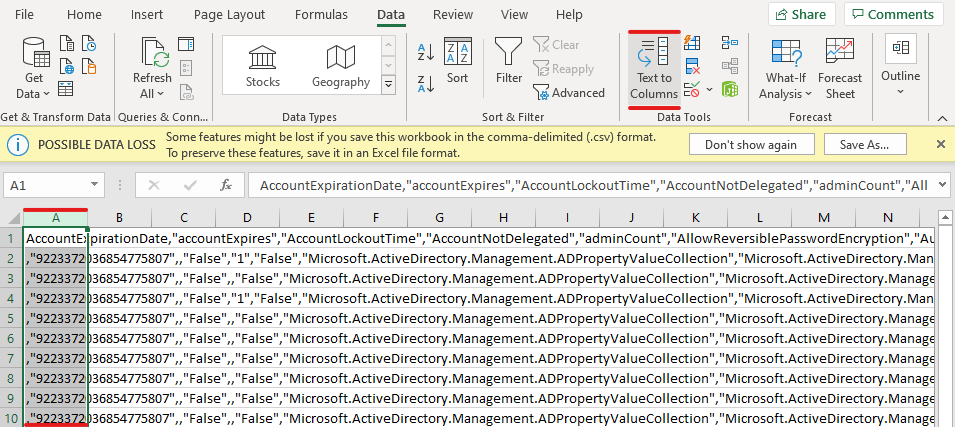 File Home Insert Page Layout Formulas Data Review View Help Share Comments
Get Data
Refresh All
Stocks
Geography
Sort
Filter
Clear
Reapply
Advanced
Text to Columns
What-If Analysis
Forecast Sheet
Outline
Get & Transform Data Queries & Conn... Data Types Sort & Filter Data Tools Forecast
POSSIBLE DATA LOSS Some features might be lost if you save this workbook in the comma-delimited (.csv) format. To preserve these features, save it in an Excel file format. Don't show again Save As...
A1 fx AccountExpirationDate,"accountExpires","AccountLockoutTime","AccountNotDelegated","adminCount","All
A B C D E F G H I J K L M N
1 AccountExpirationDate,"accountExpires","AccountLockoutTime","AccountNotDelegated","adminCount","AllowReversiblePasswordEncryption","Au
2 ,"9223372036854775807",,"False","1","False","Microsoft.ActiveDirectory.Management.ADPropertyValueCollection","Microsoft.ActiveDirectory.Man
3 ,"9223372036854775807",,"False",,"False","Microsoft.ActiveDirectory.Management.ADPropertyValueCollection","Microsoft.ActiveDirectory.Mana
4 ,"9223372036854775807",,"False","1","False","Microsoft.ActiveDirectory.Management.ADPropertyValueCollection","Microsoft.ActiveDirectory.Man
5 ,"9223372036854775807",,"False",,"False","Microsoft.ActiveDirectory.Management.ADPropertyValueCollection","Microsoft.ActiveDirectory.Mana
6 ,"9223372036854775807",,"False",,"False","Microsoft.ActiveDirectory.Management.ADPropertyValueCollection","Microsoft.ActiveDirectory.Mana
7 ,"9223372036854775807",,"False",,"False","Microsoft.ActiveDirectory.Management.ADPropertyValueCollection","Microsoft.ActiveDirectory.Mana
8 ,"9223372036854775807",,"False",,"False","Microsoft.ActiveDirectory.Management.ADPropertyValueCollection","Microsoft.ActiveDirectory.Mana
9 ,"9223372036854775807",,"False",,"False","Microsoft.ActiveDirectory.Management.ADPropertyValueCollection","Microsoft.ActiveDirectory.Mana
10 ,"9223372036854775807",,"False",,"False","Microsoft.ActiveDirectory.Management.ADPropertyValueCollection","Microsoft.ActiveDirectory.Mana